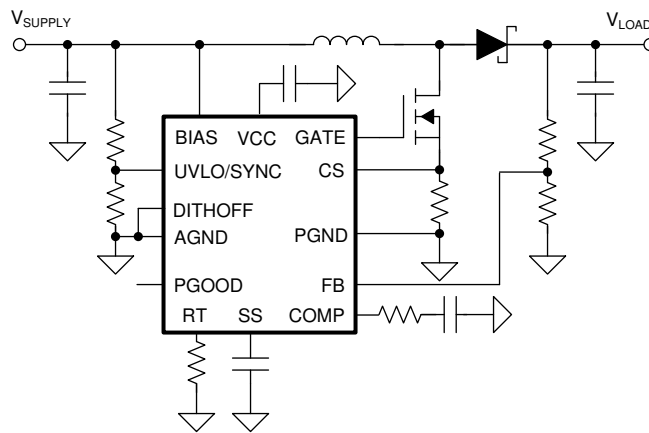 VSUPPLY
VLOAD
BIAS VCC GATE
UVLO/SYNC CS
DITHOFF
AGND PGND
PGOOD FB
RT SS COMP